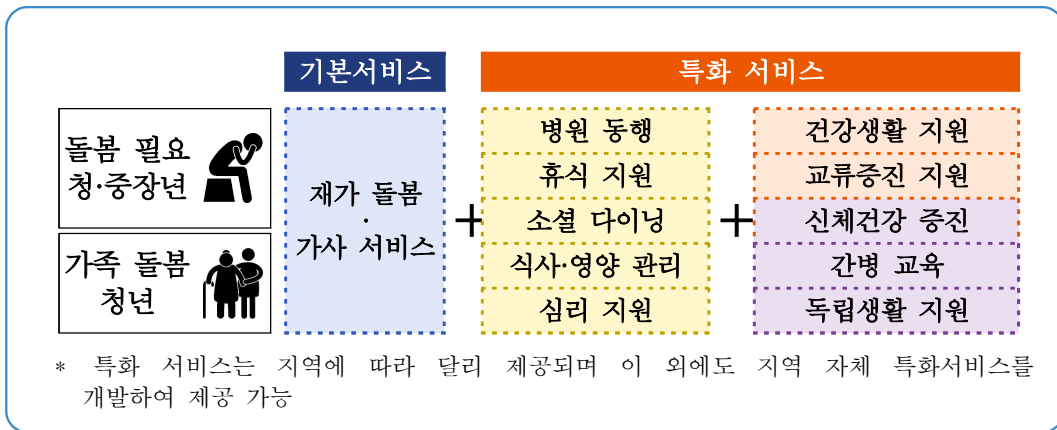 기본서비스
특화 서비스
돌봄 필요
청·중장년
가족 돌봄
청년
재가 돌봄
·
가사 서비스
+
병원 동행
휴식 지원
소셜 다이닝
식사·영양 관리
심리 지원
+
건강생활 지원
교류증진 지원
신체건강 증진
간병 교육
독립생활 지원
* 특화 서비스는 지역에 따라 달리 제공되며 이 외에도 지역 자체 특화서비스를
개발하여 제공 가능